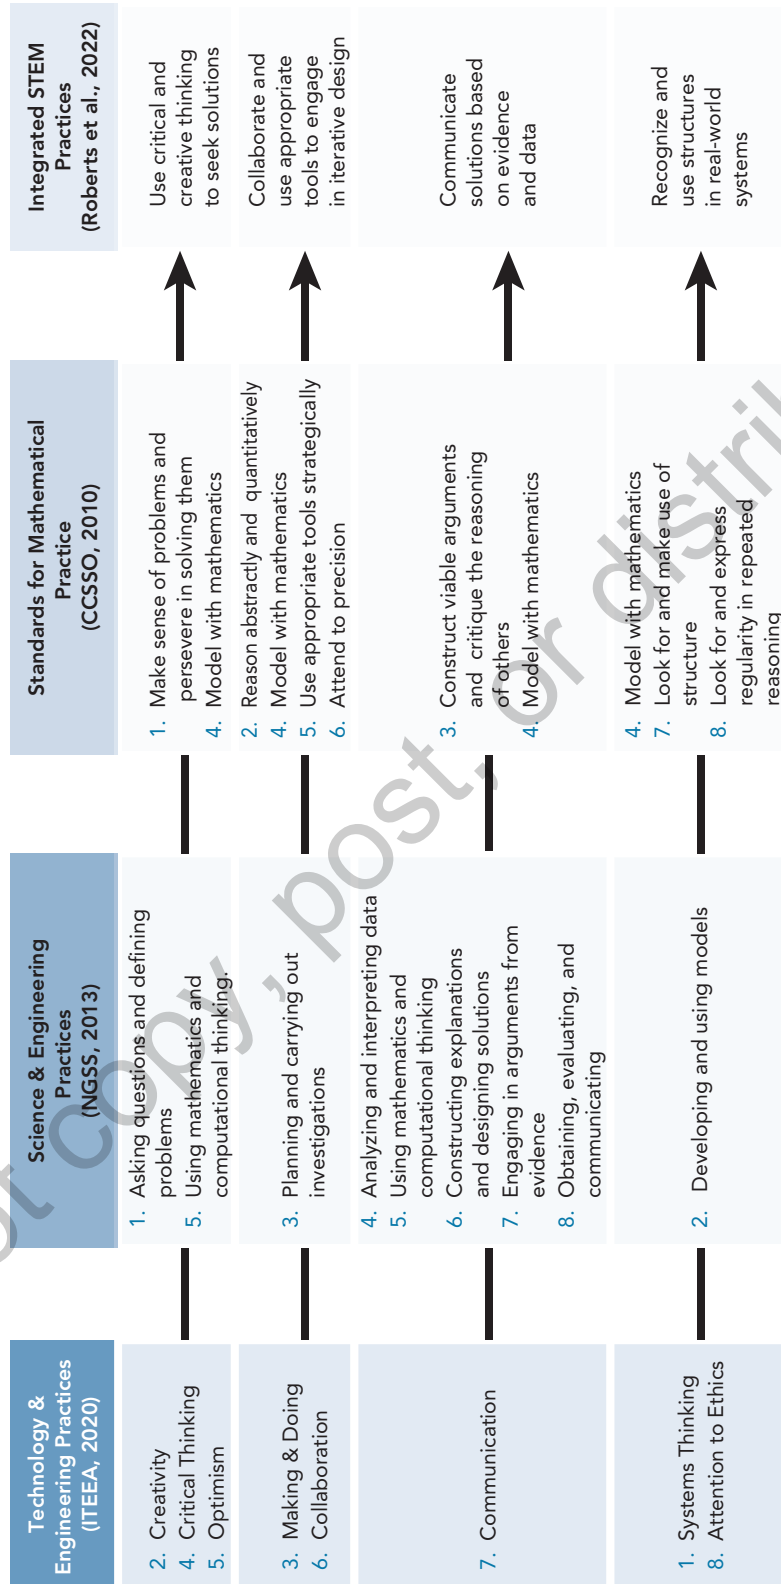 Technology &
Engineering Practices
(ITEEA, 2020)
Science & Engineering
Practices
(NGSS, 2013)
Standards for Mathematical
Practice
(CCSSO, 2010)
Integrated STEM
Practices
(Roberts et al., 2022)
2. Creativity
4. Critical Thinking
5. Optimism
1. Asking questions and defining
problems
5. Using mathematics and
computational thinking.
1. Make sense of problems and
persevere in solving them
4. Model with mathematics
Use critical and
creative thinking
to seek solutions
3. Making & Doing
6. Collaboration
3. Planning and carrying out
investigations
2. Reason abstractly and quantitatively
4. Model with mathematics
5. Use appropriate tools strategically
6. Attend to precision
Collaborate and
use appropriate
tools to engage
in iterative design
7. Communication
4. Analyzing and interpreting data
5. Using mathematics and
computational thinking
6. Constructing explanations
and designing solutions
7. Engaging in arguments from
evidence
8. Obtaining, evaluating, and
communicating
3. Construct viable arguments
and critique the reasoning
of others
4. Model with mathematics
Communicate
solutions based
on evidence
and data
1. Systems Thinking
8. Attention to Ethics
2. Developing and using models
4. Model with mathematics
7. Look for and make use of
structure
8. Look for and express
regularity in repeated
reasoning
Recognize and
use structures
in real-world
systems
copy, post, or